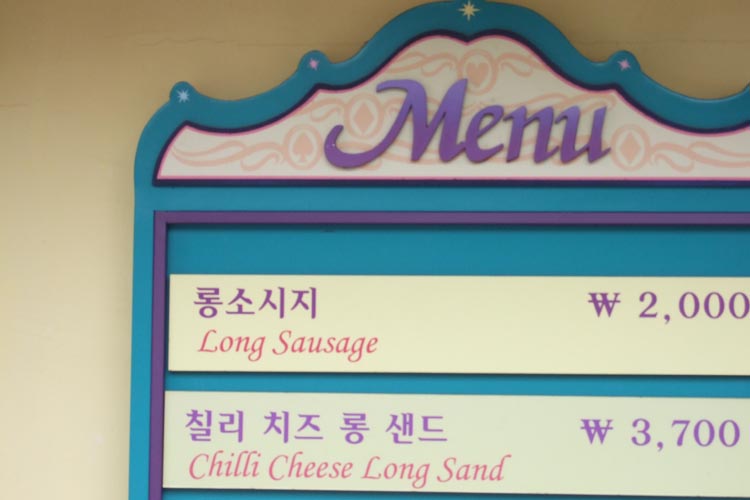 Menu
롱소시지 ₩ 2,000
Long Sausage
칠리 치즈 롱 샌드 ₩ 3,700
Chilli Cheese Long Sand